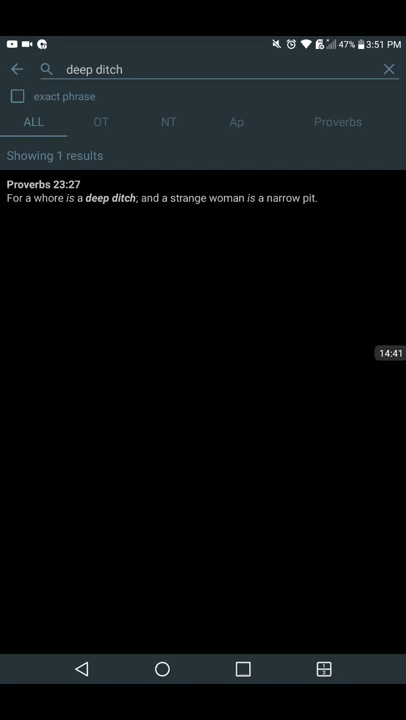 47% 3:51 PM
deep ditch
exact phrase
ALL OT NT Ap Proverbs
Showing 1 results
Proverbs 23:27
For a whore is a deep ditch; and a strange woman is a narrow pit.
14:41